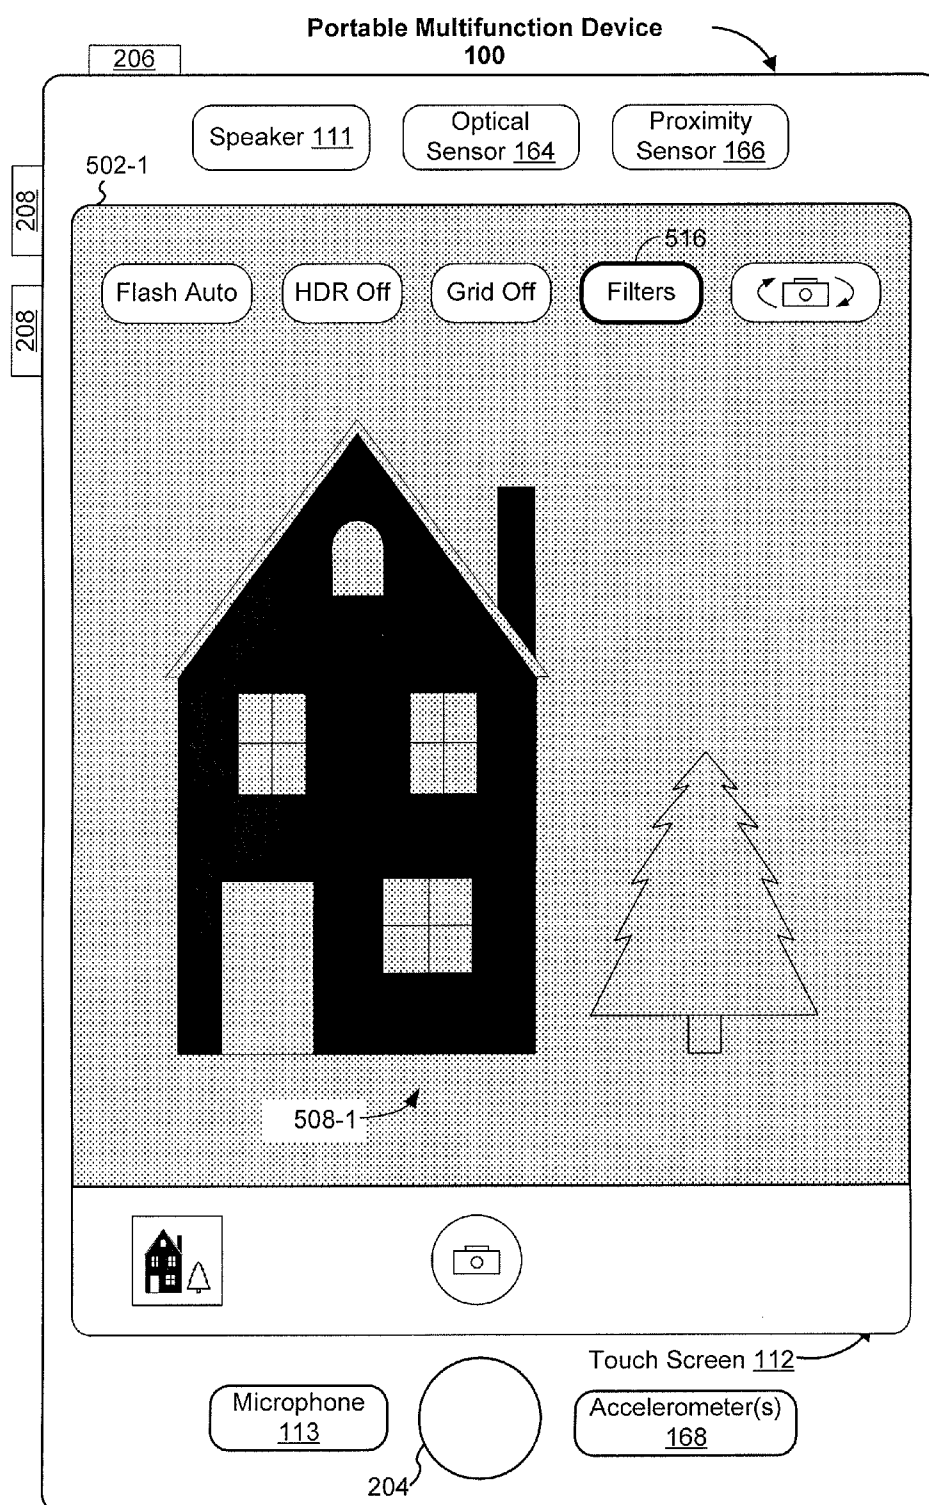 Portable Multifunction Device
100
206
Speaker 111
Optical
Sensor 164
Proximity
Sensor 166
502-1
208
516
Flash Auto
HDR Off
Grid Off
Filters
208
508-1
Touch Screen 112
Microphone
113
Accelerometer(s)
168
204